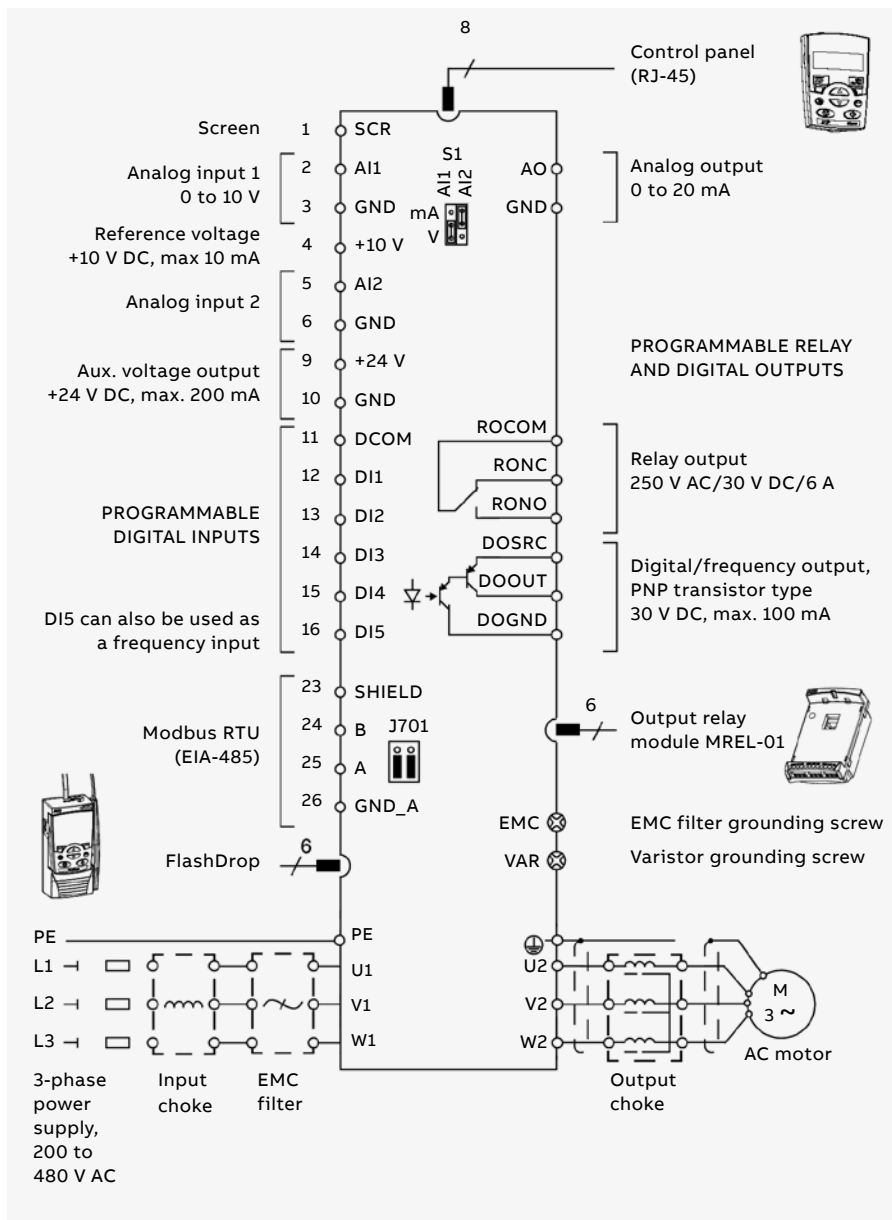 8
Control panel
(RJ-45)
Screen 1 SCR
Analog input 1
0 to 10 V
2 AI1
3 GND
Reference voltage
+10 V DC, max 10 mA
4 +10 V
Analog input 2
5 AI2
6 GND
Aux. voltage output
+24 V DC, max. 200 mA
9 +24 V
10 GND
11 DCOM
12 DI1
PROGRAMMABLE
DIGITAL INPUTS
13 DI2
14 DI3
15 DI4
DI5 can also be used as
a frequency input
16 DI5
S1
AI1
AI2
mA
V
AO
GND
Analog output
0 to 20 mA
PROGRAMMABLE RELAY
AND DIGITAL OUTPUTS
ROCOM
RONC
RONO
Relay output
250 V AC/30 V DC/6 A
DOSRC
DOOUT
DOGND
Digital/frequency output,
PNP transistor type
30 V DC, max. 100 mA
23 SHIELD
Modbus RTU
(EIA-485)
24 B
25 A
26 GND_A
J701
6
Output relay
module MREL-01
EMC
EMC filter grounding screw
VAR
Varistor grounding screw
FlashDrop
6
PE
PE
L1
U1
U2
L2
V1
V2
L3
W1
W2
M
3 ~
AC motor
3-phase
power
supply,
200 to
480 V AC
Input
choke
EMC
filter
Output
choke